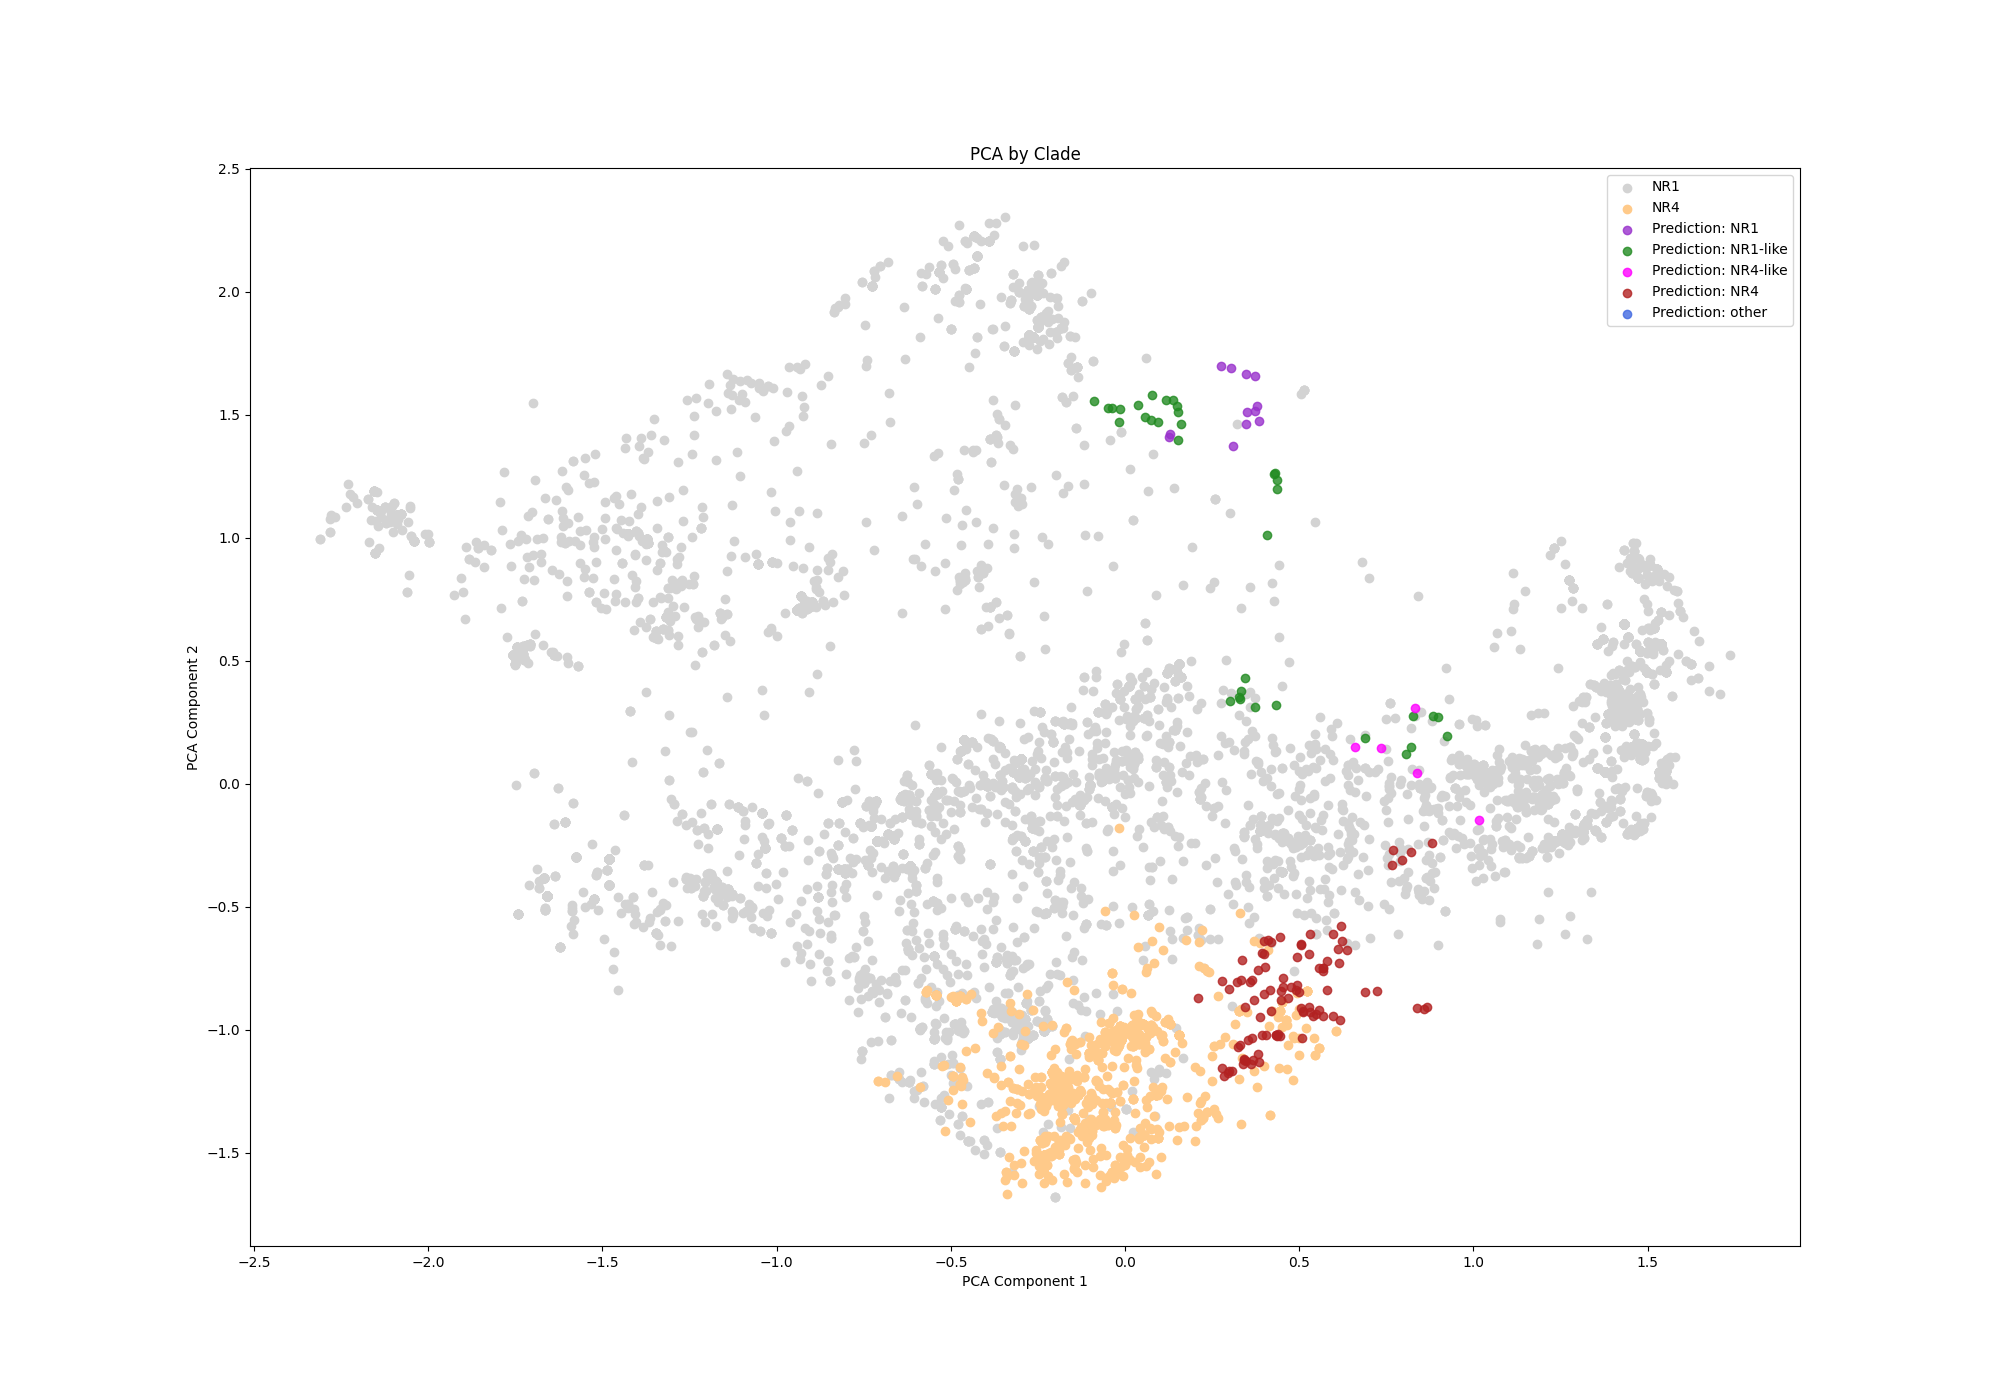 PCA by Clade
NR1
NR4
Prediction: NR1
Prediction: NR1-like
Prediction: NR4-like
Prediction: NR4
Prediction: other
PCA Component 2
2.5
2.0
1.5
1.0
0.5
0.0
−0.5
−1.0
−1.5
−2.5
−2.0
−1.5
−1.0
−0.5
0.0
0.5
1.0
1.5
PCA Component 1